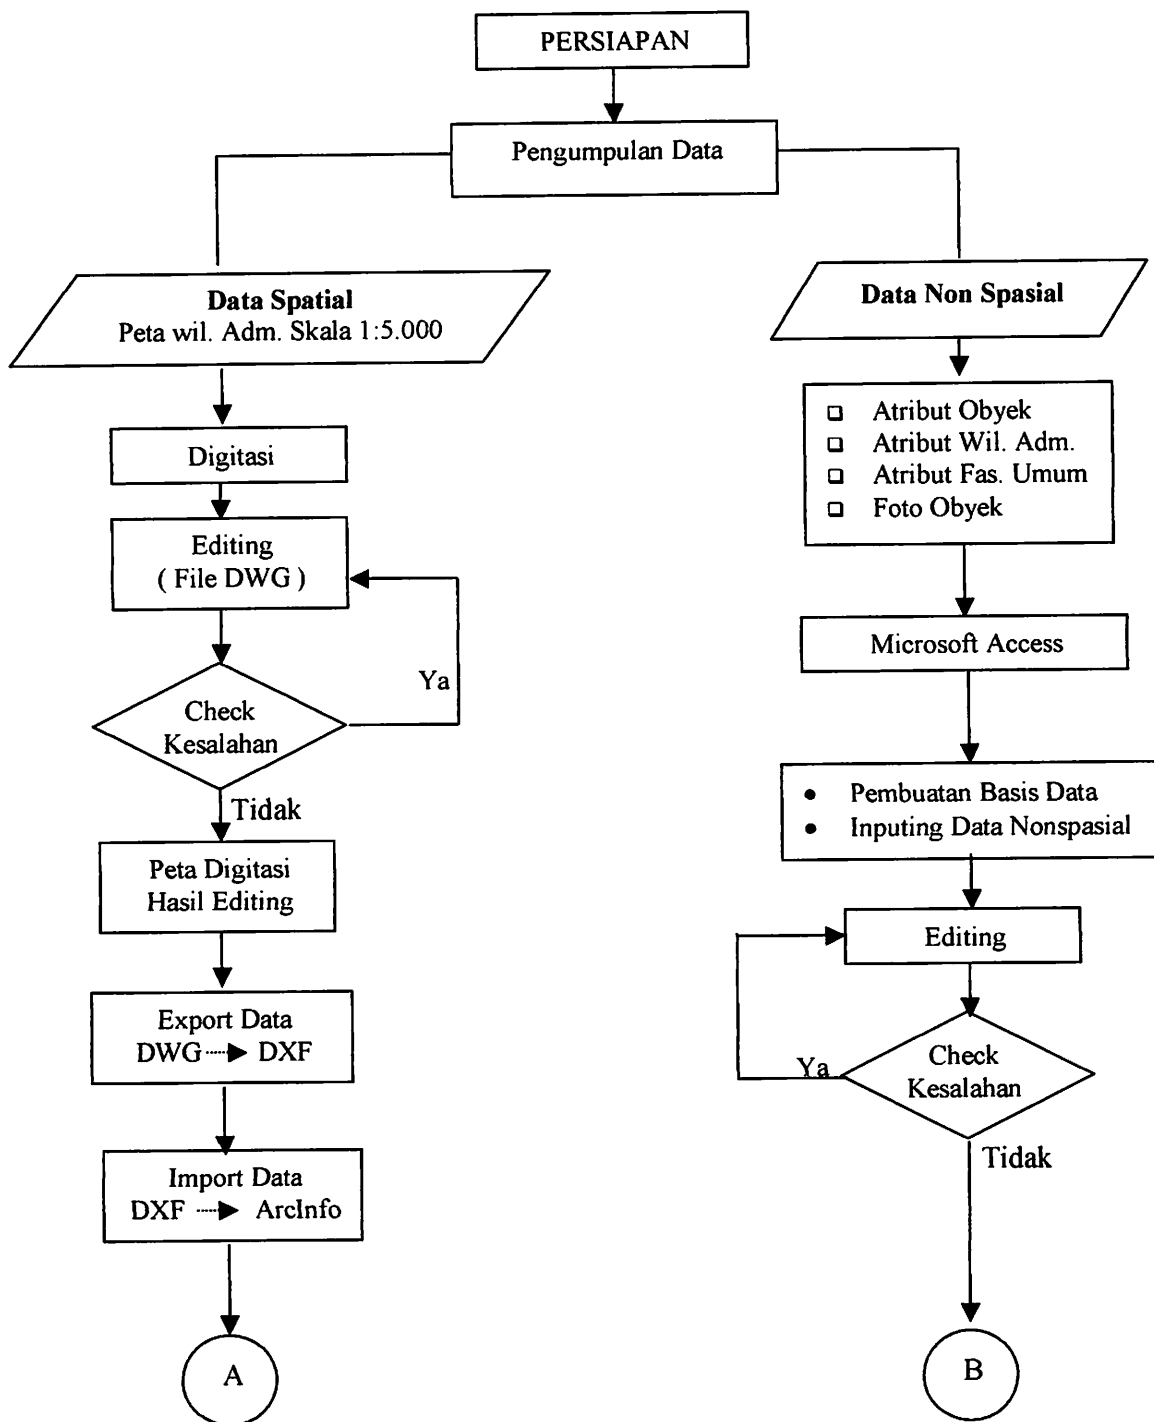 PERSIAPAN
Pengumpulan Data
Data Spatial
Peta wil. Adm. Skala 1:5.000
Digitasi
Editing
( File DWG )
Ya
Check
Kesalahan
Tidak
Peta Digitasi
Hasil Editing
Export Data
DWG → DXF
Import Data
DXF → ArcInfo
A
Data Non Spasial
❑ Atribut Obyek
❑ Atribut Wil. Adm.
❑ Atribut Fas. Umum
❑ Foto Obyek
Microsoft Access
• Pembuatan Basis Data
• Inputing Data Nonspasial
Editing
Ya
Check
Kesalahan
Tidak
B